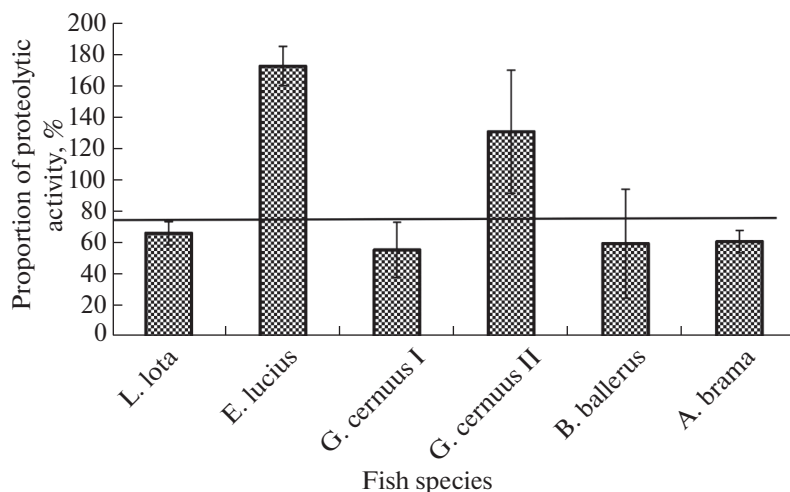 Proportion of proteolytic
activity, %
200
180
160
140
120
100
80
60
40
20
0
L. lota
E. lucius
G. cernuus I
G. cernuus II
B. ballerus
A. brama
Fish species